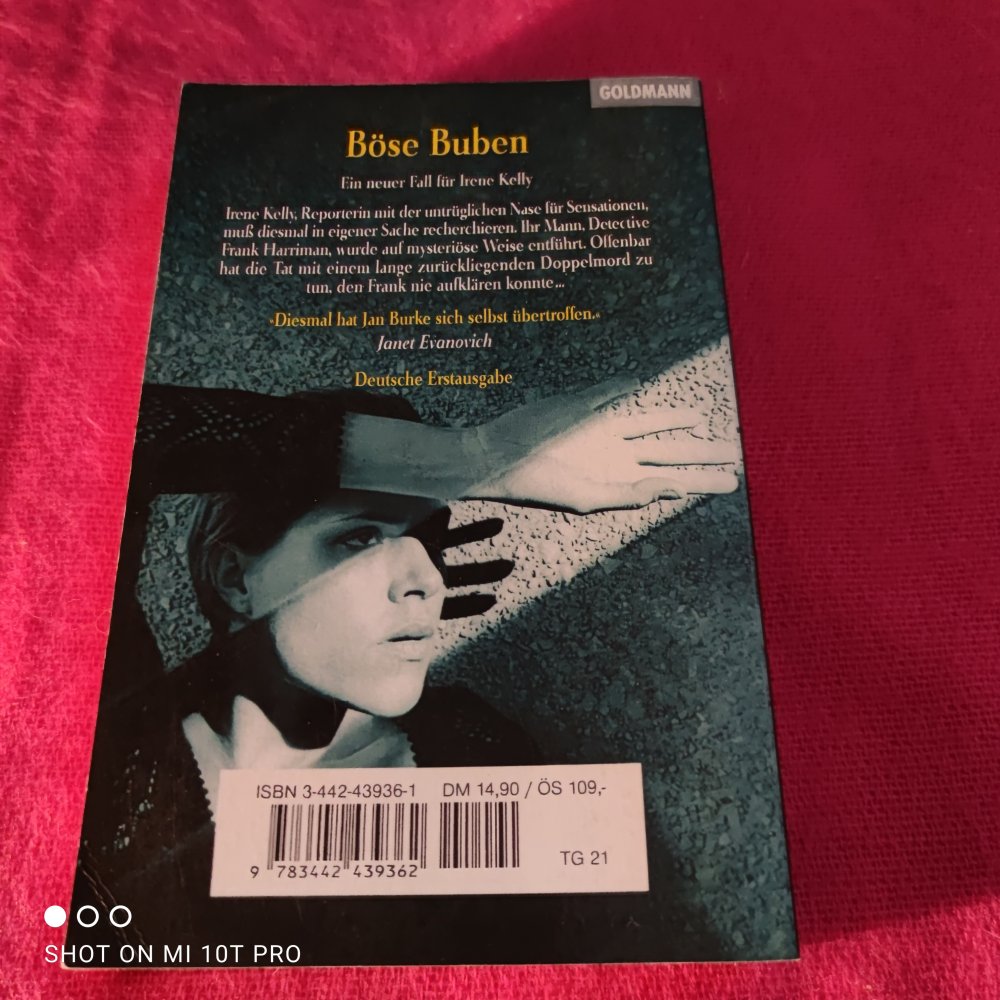 GOLDMANN
Böse Buben
Ein neuer Fall für Irene Kelly
Irene Kelly, Reporterin mit der untrüglichen Nase für Sensationen,
muß diesmal in eigener Sache recherchieren. Ihr Mann, Detective
Frank Harriman, wurde auf mysteriöse Weise entführt. Offenbar
hat die Tat mit einem lange zurückliegenden Doppelmord zu
tun, den Frank nie aufklären konnte...
»Diesmal hat Jan Burke sich selbst übertroffen.«
Janet Evanovich
Deutsche Erstausgabe
ISBN 3-442-43936-1 DM 14,90 / ÖS 109,-
9 783442 439362
TG 21
SHOT ON MI 10T PRO